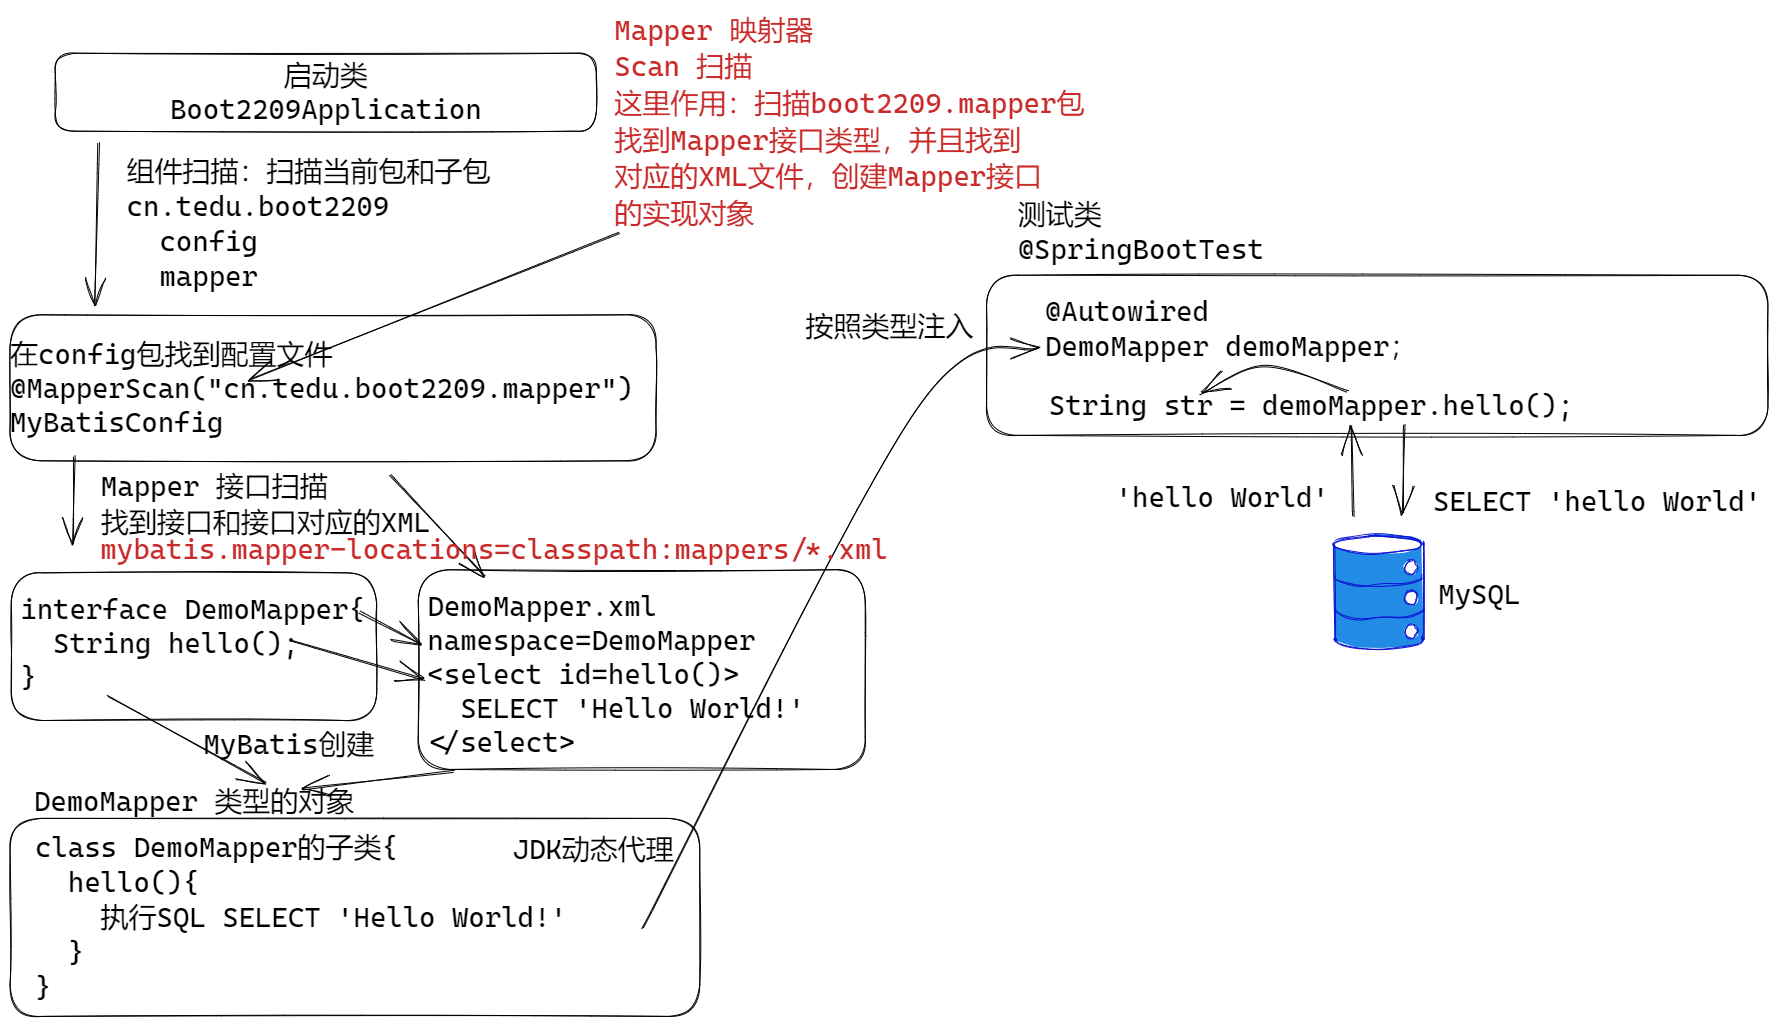 启动类
Boot2209Application
组件扫描：扫描当前包和子包
cn.tedu.boot2209
config
mapper
Mapper 映射器
Scan 扫描
这里作用：扫描boot2209.mapper包
找到Mapper接口类型，并且找到
对应的XML文件，创建Mapper接口
的实现对象
在config包找到配置文件
@MapperScan("cn.tedu.boot2209.mapper")
MyBatisConfig
Mapper 接口扫描
找到接口和接口对应的XML
mybatis.mapper-locations=classpath:mappers/*.xml
interface DemoMapper{
String hello();
}
DemoMapper.xml
namespace=DemoMapper
<select id=hello()>
SELECT 'Hello World!'
</select>
MyBatis创建
DemoMapper 类型的对象
class DemoMapper的子类{
JDK动态代理
hello(){
执行SQL SELECT 'Hello World!'
}
}
测试类
@SpringBootTest
按照类型注入
@Autowired
DemoMapper demoMapper;
String str = demoMapper.hello();
'hello World'
SELECT 'hello World'
MySQL